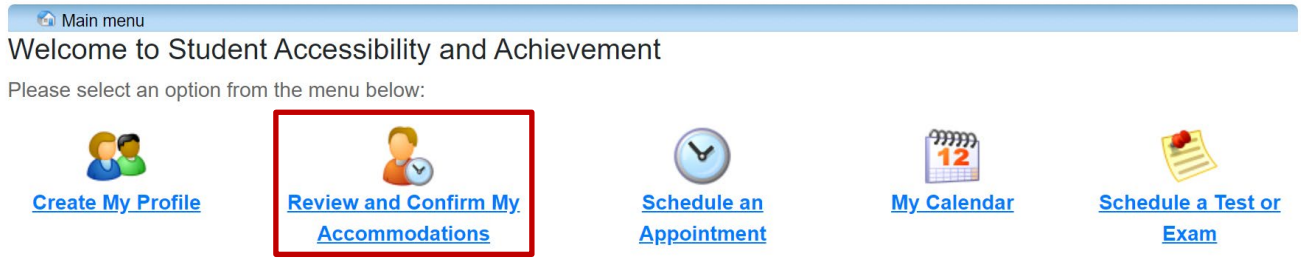 Main menu
Welcome to Student Accessibility and Achievement
Please select an option from the menu below:
12
Create My Profile
Review and Confirm My
Accommodations
Schedule an
Appointment
My Calendar
Schedule a Test or
Exam